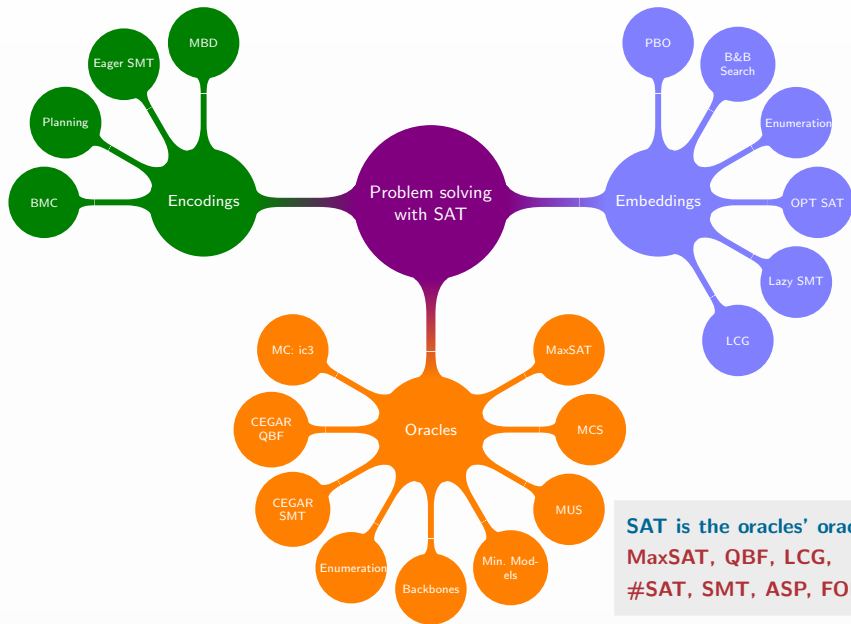 MBD
Eager SMT
Planning
BMC
Encodings
Problem solving
with SAT
PBO
B&B
Search
Enumeration
OPT SAT
Lazy SMT
LCG
Embeddings
MC: ic3
CEGAR
QBF
CEGAR
SMT
Enumeration
Backbones
Min. Mod-
els
MUS
MCS
MaxSAT
Oracles
SAT is the oracles'
MaxSAT, QBF, LCG,
#SAT, SMT, ASP,